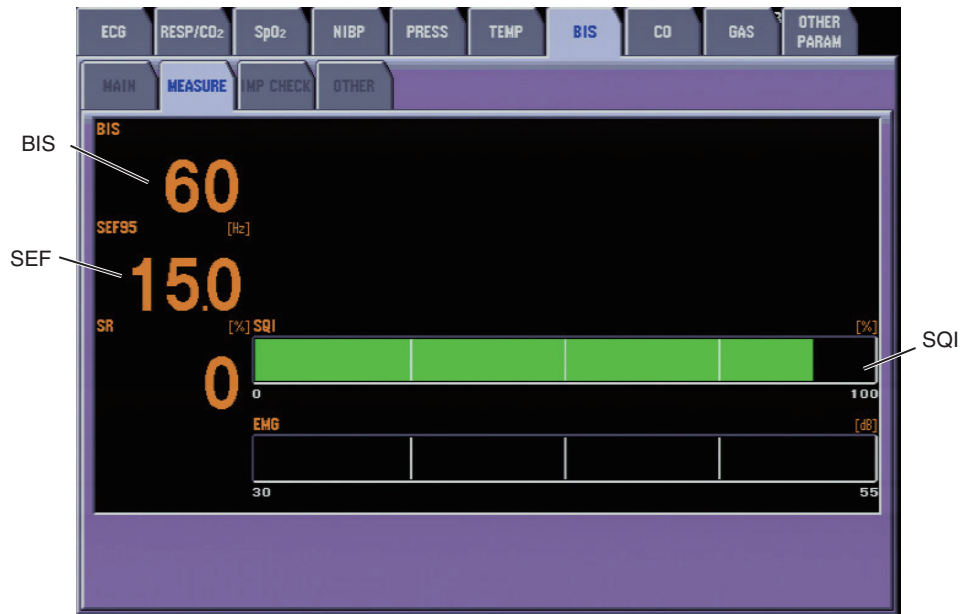 ECG RESP/CO₂ SpO₂ NIBP PRESS TEMP BIS CO GAS OTHER PARAM
MAIN MEASURE IMP CHECK OTHER
BIS
BIS
60
SEF95 [Hz]
SEF
15.0
SR [%] SQI [%]
SQI
0
0 100
EMG [dB]
30 55